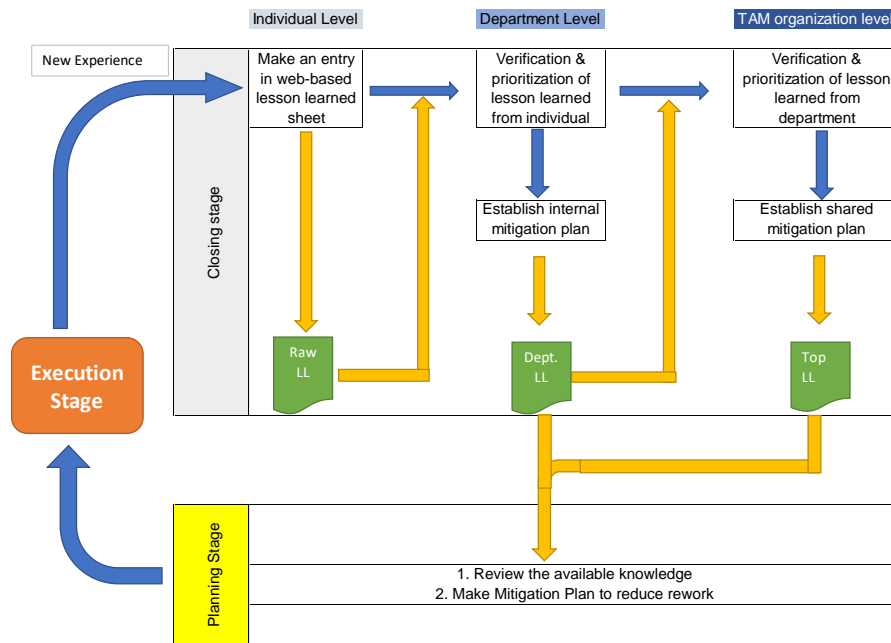 Individual Level
Department Level
TAM organization level
New Experience
Make an entry
in web-based
lesson learned
sheet
Verification &
prioritization of
lesson learned
from individual
Verification &
prioritization of lesson
learned from
department
Establish internal
mitigation plan
Establish shared
mitigation plan
Closing stage
Raw
LL
Dept.
LL
Top
LL
Execution
Stage
Planning Stage
1. Review the available knowledge
2. Make Mitigation Plan to reduce rework